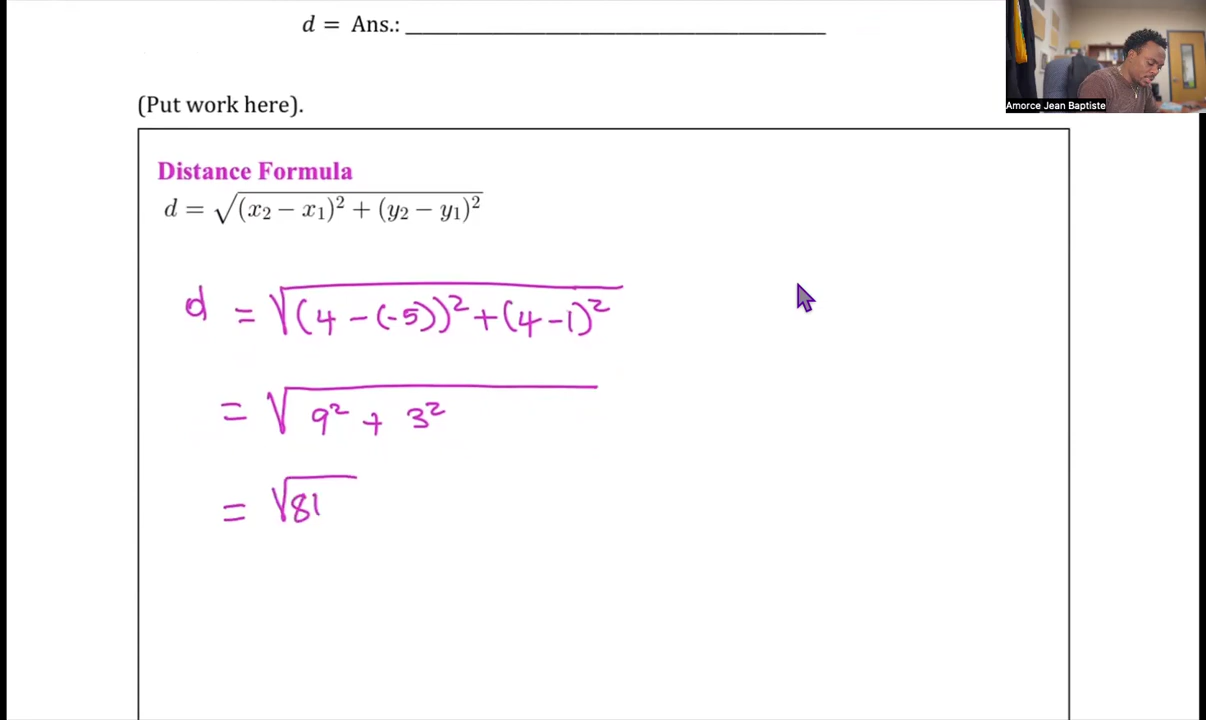 d = Ans.: ______________________________________
Amorce Jean Baptiste
(Put work here).
Distance Formula
d = √((x₂ − x₁)² + (y₂ − y₁)²)
d = √((4 − (-5))² + (4 − 1)²)
= √(9² + 3²)
= √81